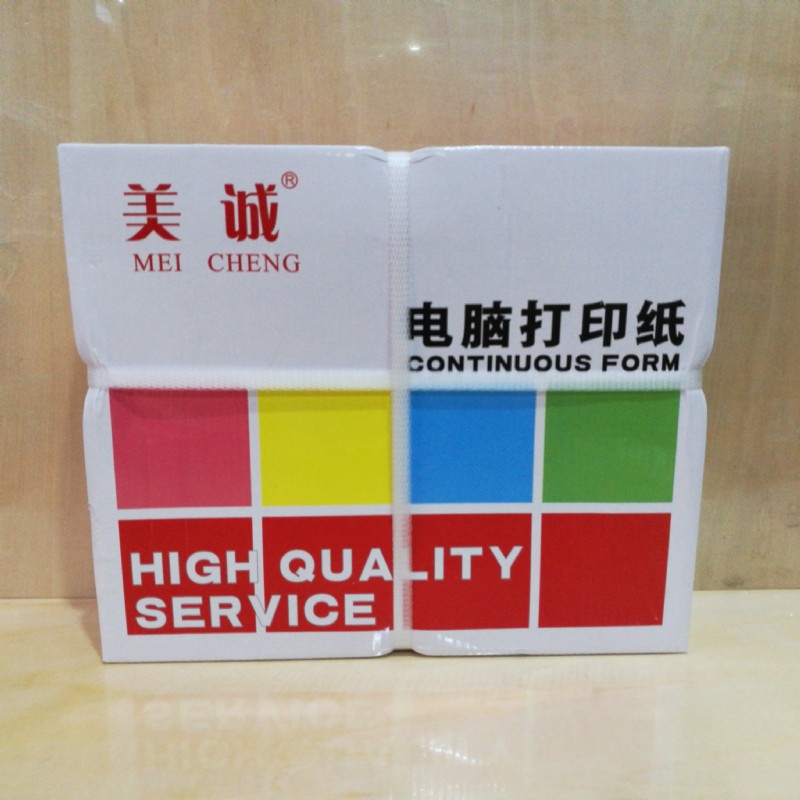 美诚®
MEI CHENG
电脑打印纸
CONTINUOUS FORM
HIGH QUALITY
SERVICE